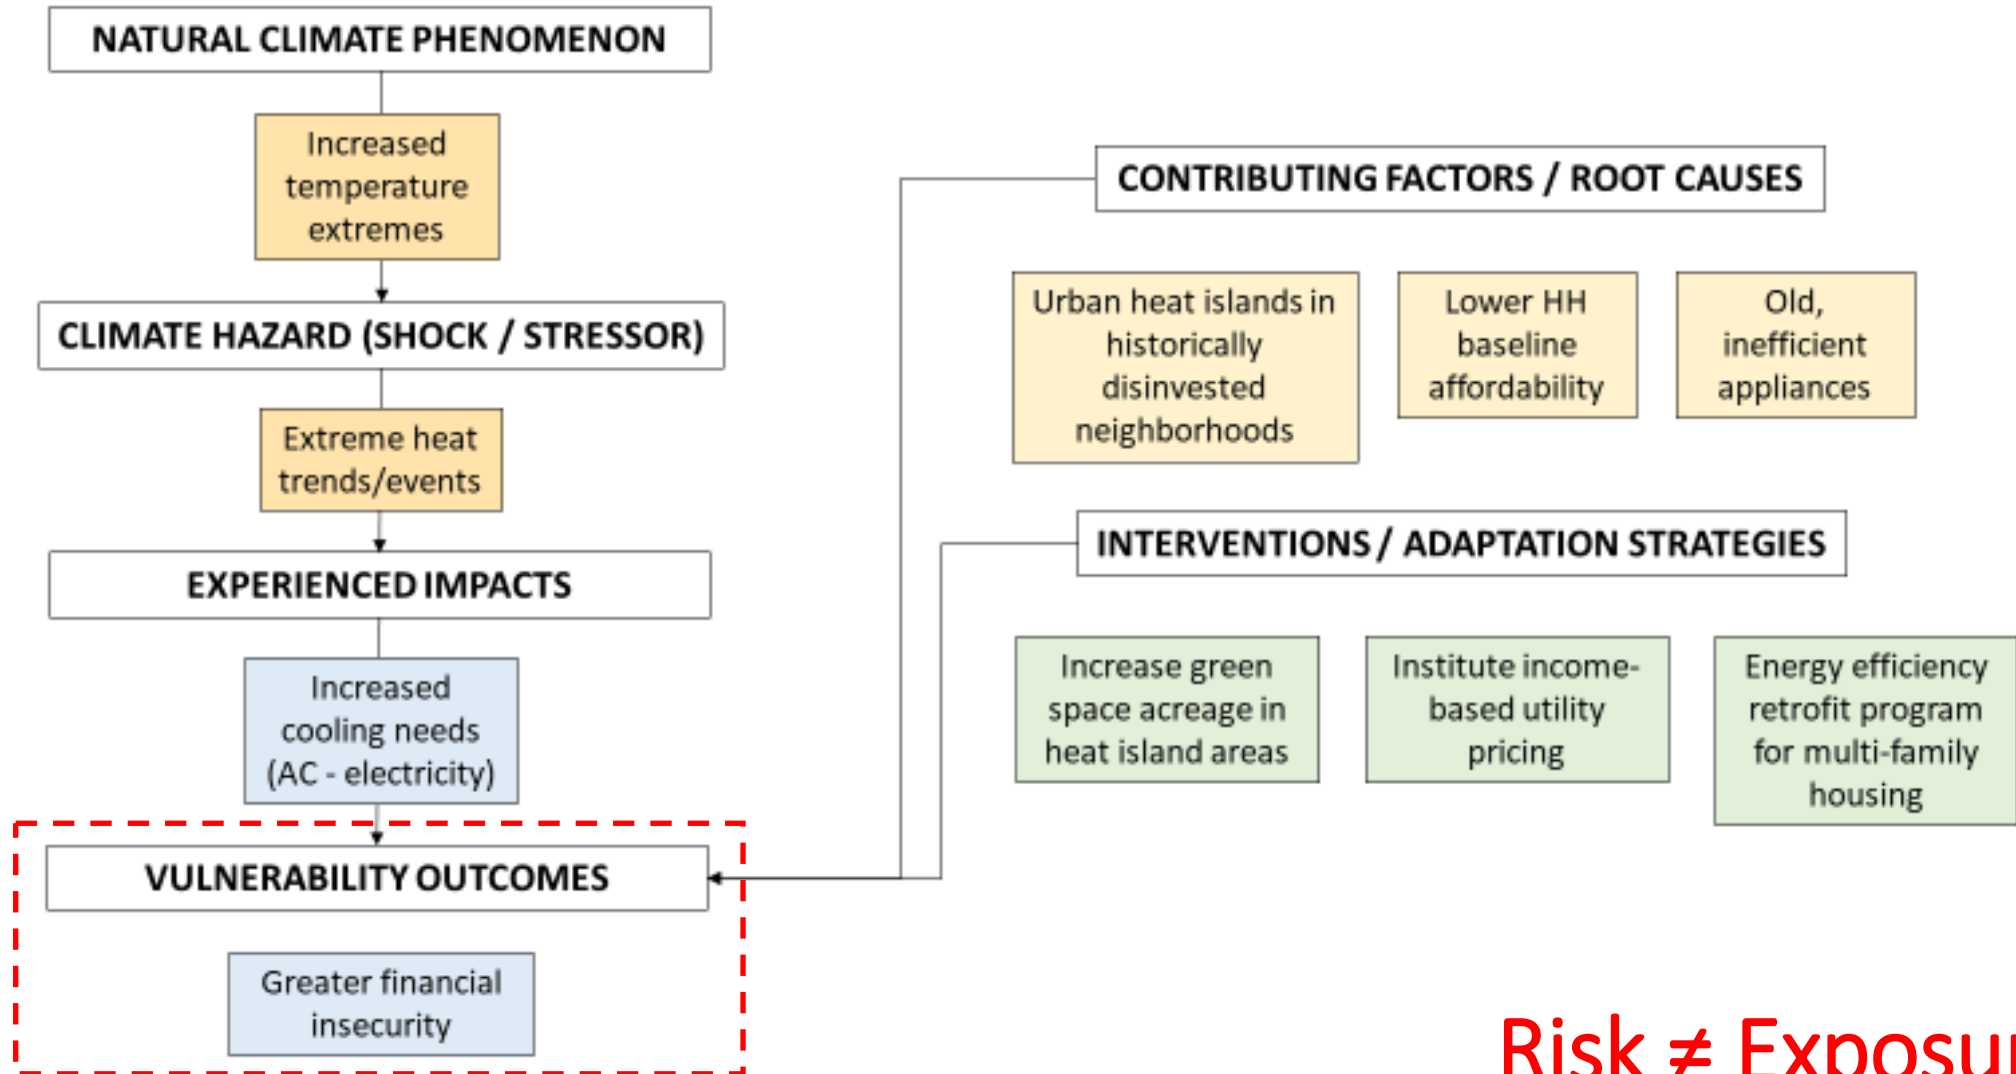 NATURAL CLIMATE PHENOMENON
Increased
temperature
extremes
CLIMATE HAZARD (SHOCK / STRESSOR)
Extreme heat
trends/events
EXPERIENCED IMPACTS
Increased
cooling needs
(AC - electricity)
VULNERABILITY OUTCOMES
Greater financial
insecurity
CONTRIBUTING FACTORS / ROOT CAUSES
Urban heat islands in
historically
disinvested
neighborhoods
Lower HH
baseline
affordability
Old,
inefficient
appliances
INTERVENTIONS / ADAPTATION STRATEGIES
Increase green
space acreage in
heat island areas
Institute income-
based utility
pricing
Energy efficiency
retrofit program
for multi-family
housing
Risk ≠